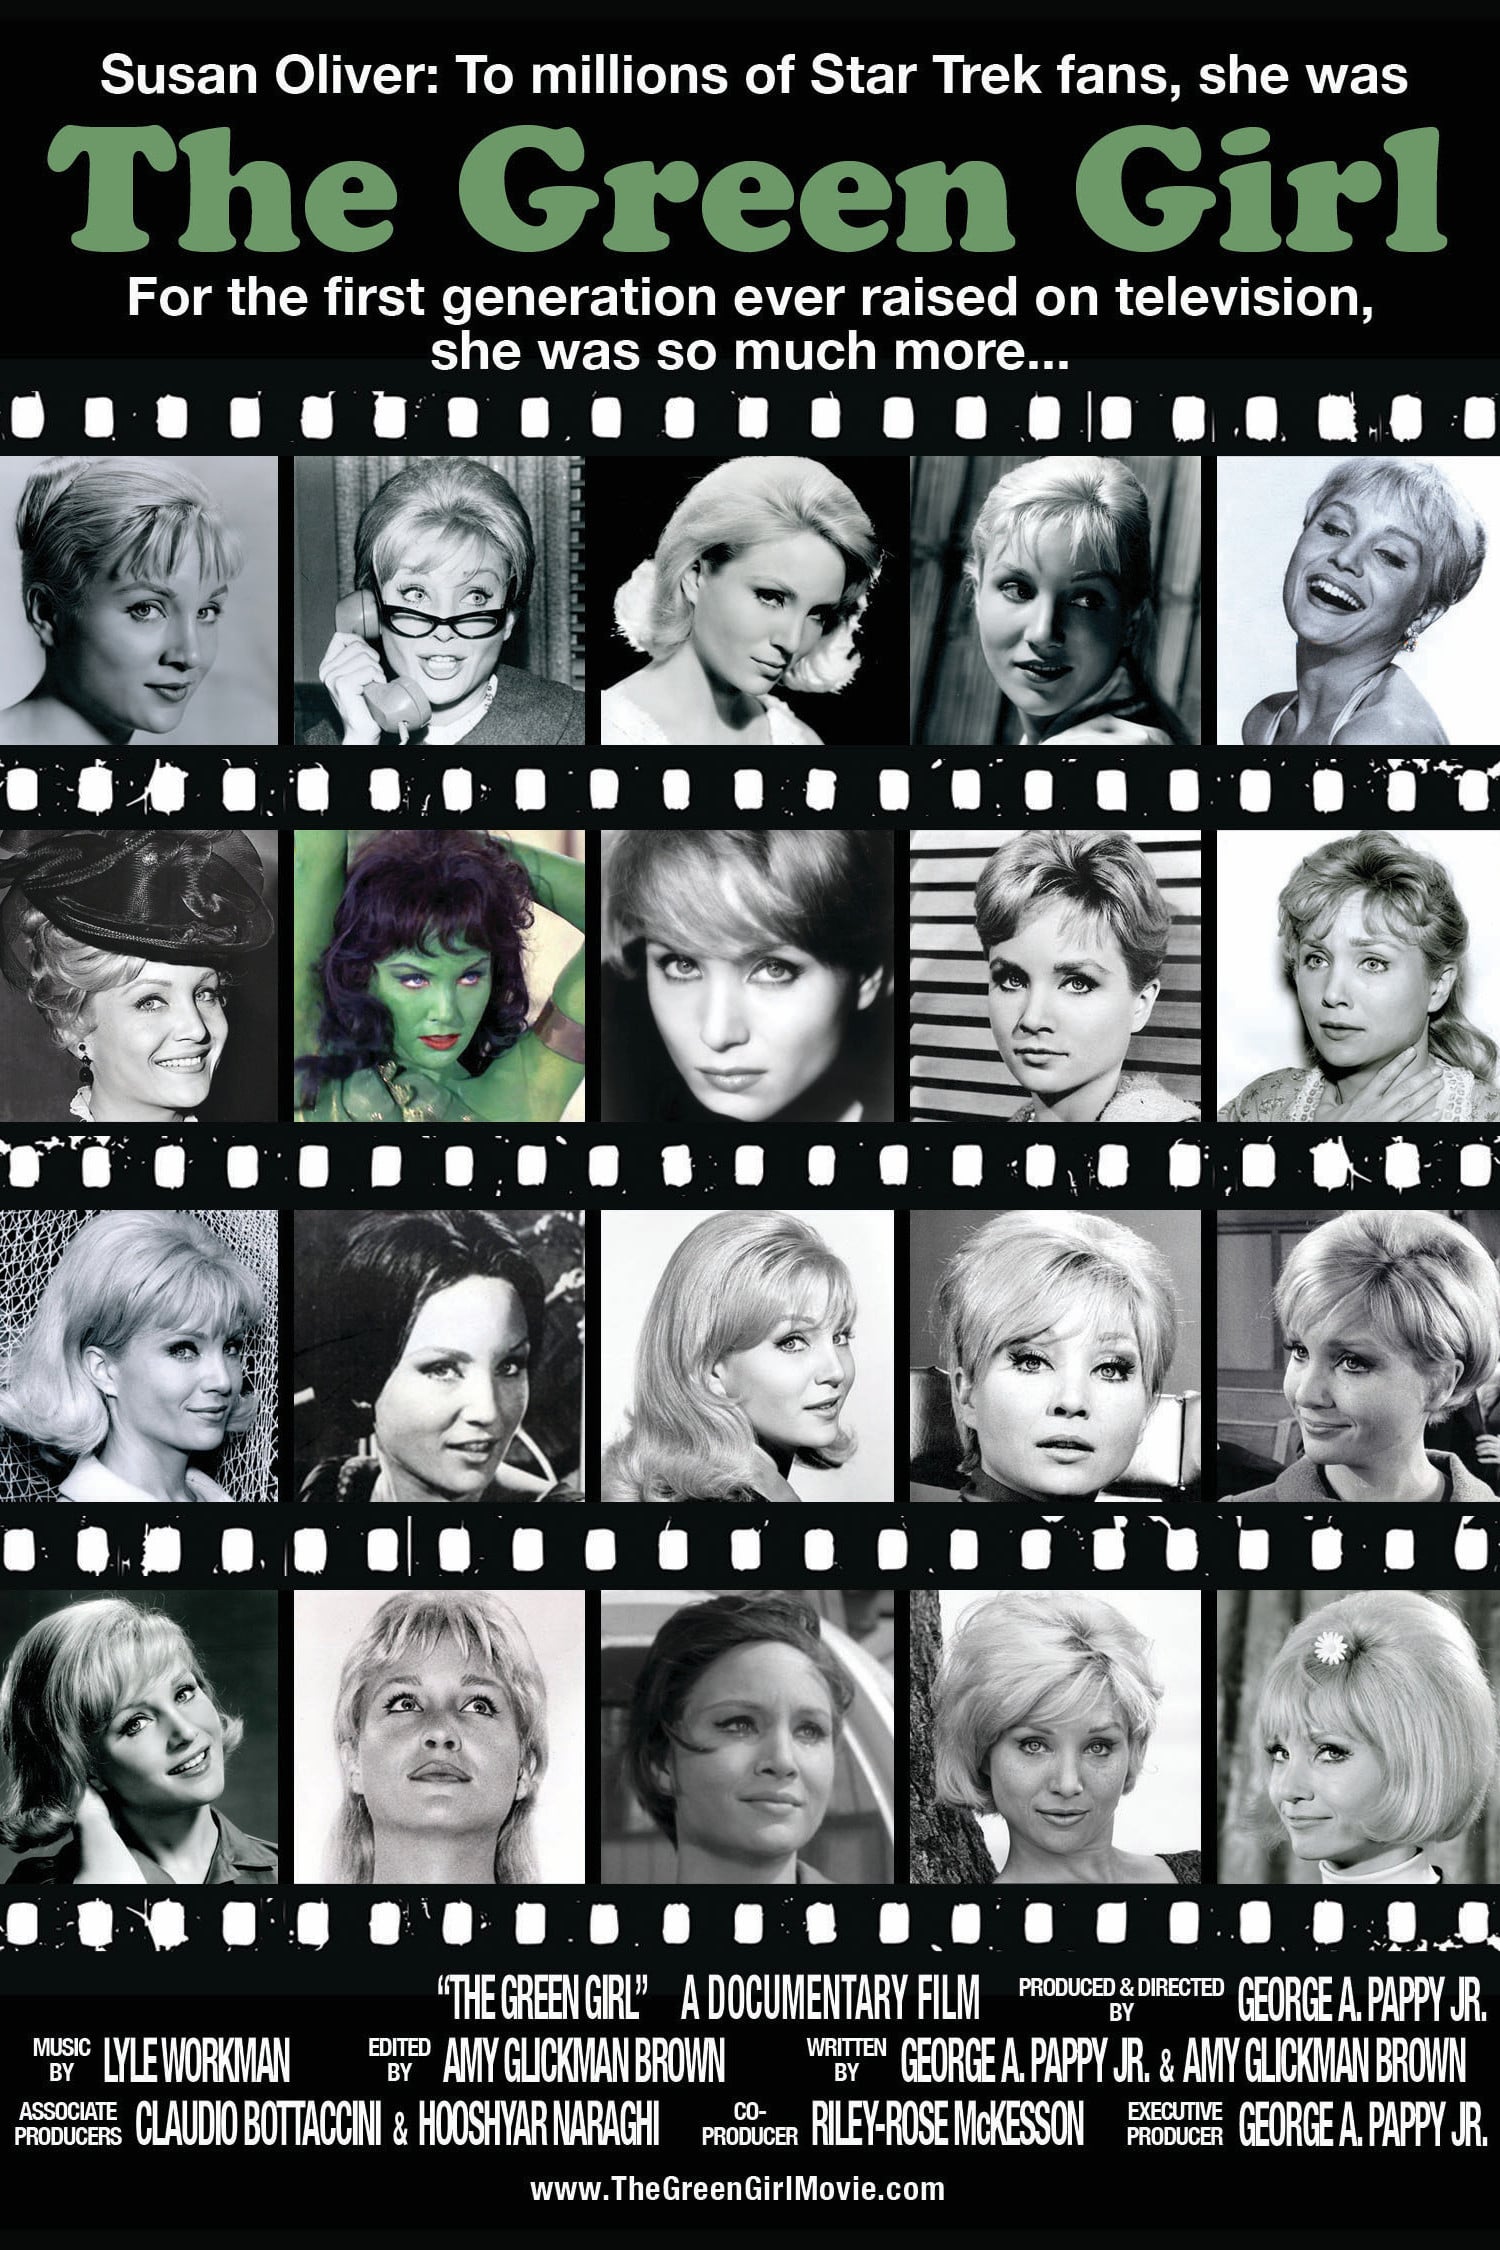 Susan Oliver: To millions of Star Trek fans, she was
The Green Girl
For the first generation ever raised on television,
she was so much more...
"THE GREEN GIRL" A DOCUMENTARY FILM PRODUCED & DIRECTED BY GEORGE A. PAPPY JR.
MUSIC BY LYLE WORKMAN EDITED BY AMY GLICKMAN BROWN WRITTEN BY GEORGE A. PAPPY JR. & AMY GLICKMAN BROWN
ASSOCIATE PRODUCERS CLAUDIO BOTTACCINI & HOOSHYAR NARAGHI CO-PRODUCER RILEY-ROSE McKESSON EXECUTIVE PRODUCER GEORGE A. PAPPY JR.
www.TheGreenGirlMovie.com